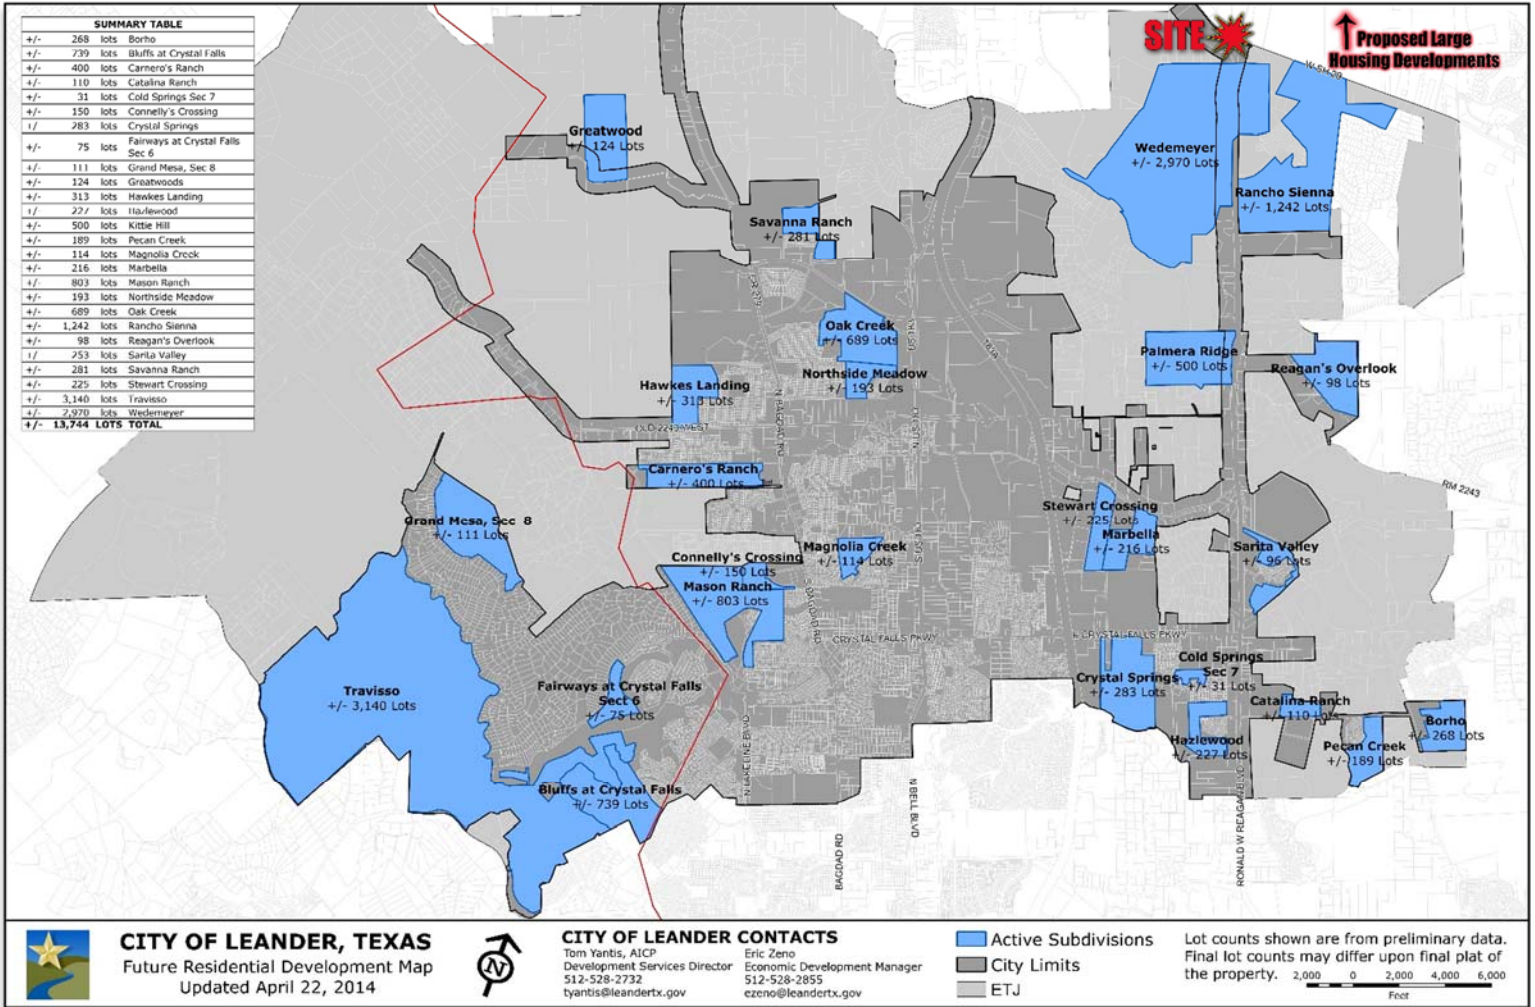 SUMMARY TABLE
+/- 268 lots Borho
+/- 739 lots Bluffs at Crystal Falls
+/- 400 lots Carnero's Ranch
+/- 110 lots Catalina Ranch
+/- 31 lots Cold Springs Sec 7
+/- 150 lots Connelly's Crossing
+/- 283 lots Crystal Springs
+/- 75 lots Fairways at Crystal Falls
Sec 6
+/- 111 lots Grand Mesa, Sec 8
+/- 124 lots Greatwoods
+/- 313 lots Hawkes Landing
+/- 227 lots Hazlewood
+/- 500 lots Kittie Hill
+/- 189 lots Pecan Creek
+/- 114 lots Magnolia Creek
+/- 216 lots Marbella
+/- 803 lots Mason Ranch
+/- 193 lots Northside Meadow
+/- 689 lots Oak Creek
+/- 1,242 lots Rancho Sienna
+/- 98 lots Reagan's Overlook
+/- 253 lots Sarita Valley
+/- 281 lots Savanna Ranch
+/- 225 lots Stewart Crossing
+/- 3,140 lots Travisso
+/- 2,970 lots Wedemeyer
+/- 13,744 LOTS TOTAL
SITE
Proposed Large
Housing Developments
W SH 29
Greatwood
+/- 124 Lots
Wedemeyer
+/- 2,970 Lots
Rancho Sienna
+/- 1,242 Lots
Savanna Ranch
+/- 281 Lots
Oak Creek
+/- 689 Lots
Northside Meadow
+/- 193 Lots
Palmera Ridge
+/- 500 Lots
Reagan's Overlook
+/- 98 Lots
Hawkes Landing
+/- 313 Lots
OLD 2243 WEST
N BAGDAD RD
Carnero's Ranch
+/- 400 Lots
RM 2243
Grand Mesa, Sec 8
+/- 111 Lots
Stewart Crossing
+/- 225 Lots
Marbella
+/- 216 Lots
Magnolia Creek
+/- 114 Lots
Connelly's Crossing
+/- 150 Lots
Mason Ranch
+/- 803 Lots
Sarita Valley
+/- 96 Lots
S BAGDAD RD
CRYSTAL FALLS PKWY
E CRYSTAL FALLS PKWY
Travisso
+/- 3,140 Lots
Fairways at Crystal Falls
Sect 6
+/- 75 Lots
Crystal Springs
+/- 283 Lots
Cold Springs
Sec 7
+/- 31 Lots
Catalina Ranch
+/- 110 Lots
Borho
+/- 268 Lots
Hazlewood
+/- 227 Lots
Pecan Creek
+/- 189 Lots
Bluffs at Crystal Falls
+/- 739 Lots
N LAKELINE BLVD
BAGDAD RD
N BELL BLVD
RONALD W REAGAN BLVD
CITY OF LEANDER, TEXAS
Future Residential Development Map
Updated April 22, 2014
N
CITY OF LEANDER CONTACTS
Tom Yantis, AICP
Development Services Director
512-528-2732
tyantis@leandertx.gov
Eric Zeno
Economic Development Manager
512-528-2855
ezeno@leandertx.gov
Active Subdivisions
City Limits
ETJ
Lot counts shown are from preliminary data.
Final lot counts may differ upon final plat of
the property.
2,000 0 2,000 4,000 6,000
Feet